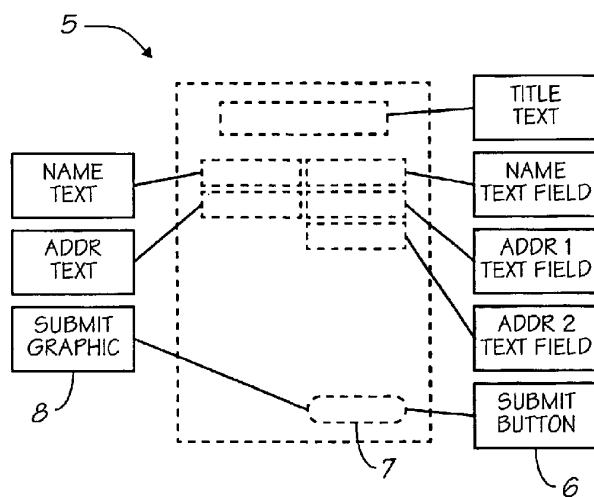 5
TITLE
TEXT
NAME
TEXT
NAME
TEXT FIELD
ADDR
TEXT
ADDR 1
TEXT FIELD
SUBMIT
GRAPHIC
ADDR 2
TEXT FIELD
SUBMIT
BUTTON
8
7
6